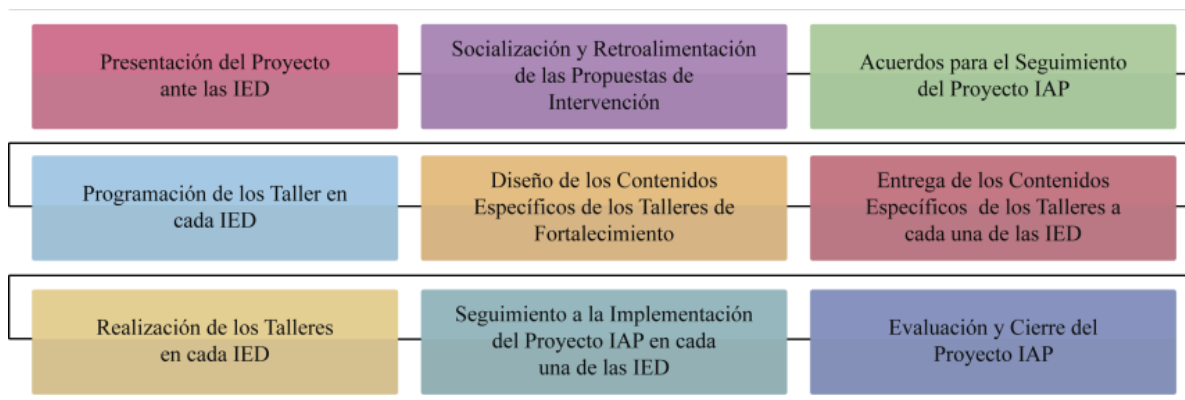 Presentación del Proyecto
ante las IED
Socialización y Retroalimentación
de las Propuestas de
Intervención
Acuerdos para el Seguimiento
del Proyecto IAP
Programación de los Taller en
cada IED
Diseño de los Contenidos
Específicos de los Talleres de
Fortalecimiento
Entrega de los Contenidos
Específicos de los Talleres a
cada una de las IED
Realización de los Talleres
en cada IED
Seguimiento a la Implementación
del Proyecto IAP en cada
una de las IED
Evaluación y Cierre del
Proyecto IAP